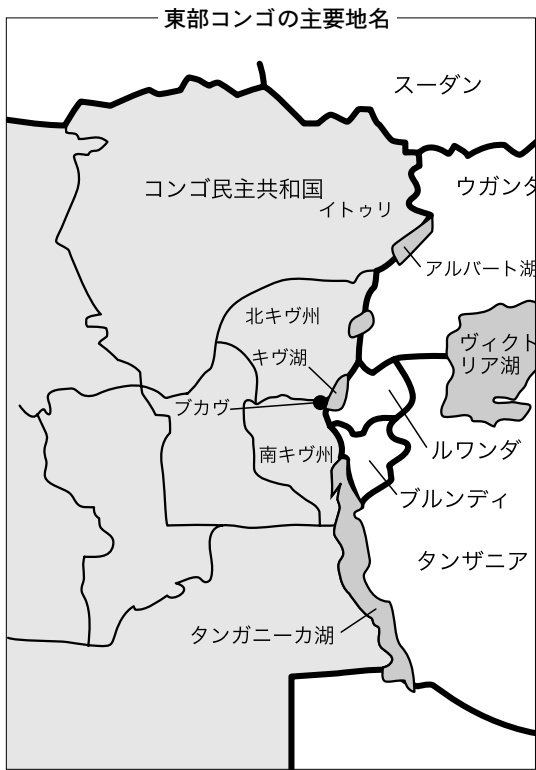 東部コンゴの主要地名
スーダン
コンゴ民主共和国
ウガンダ
イトゥリ
アルバート湖
北キヴ州
ヴィクト
リア湖
キヴ湖
ブカヴ
ルワンダ
南キヴ州
ブルンディ
タンザニア
タンガニーカ湖